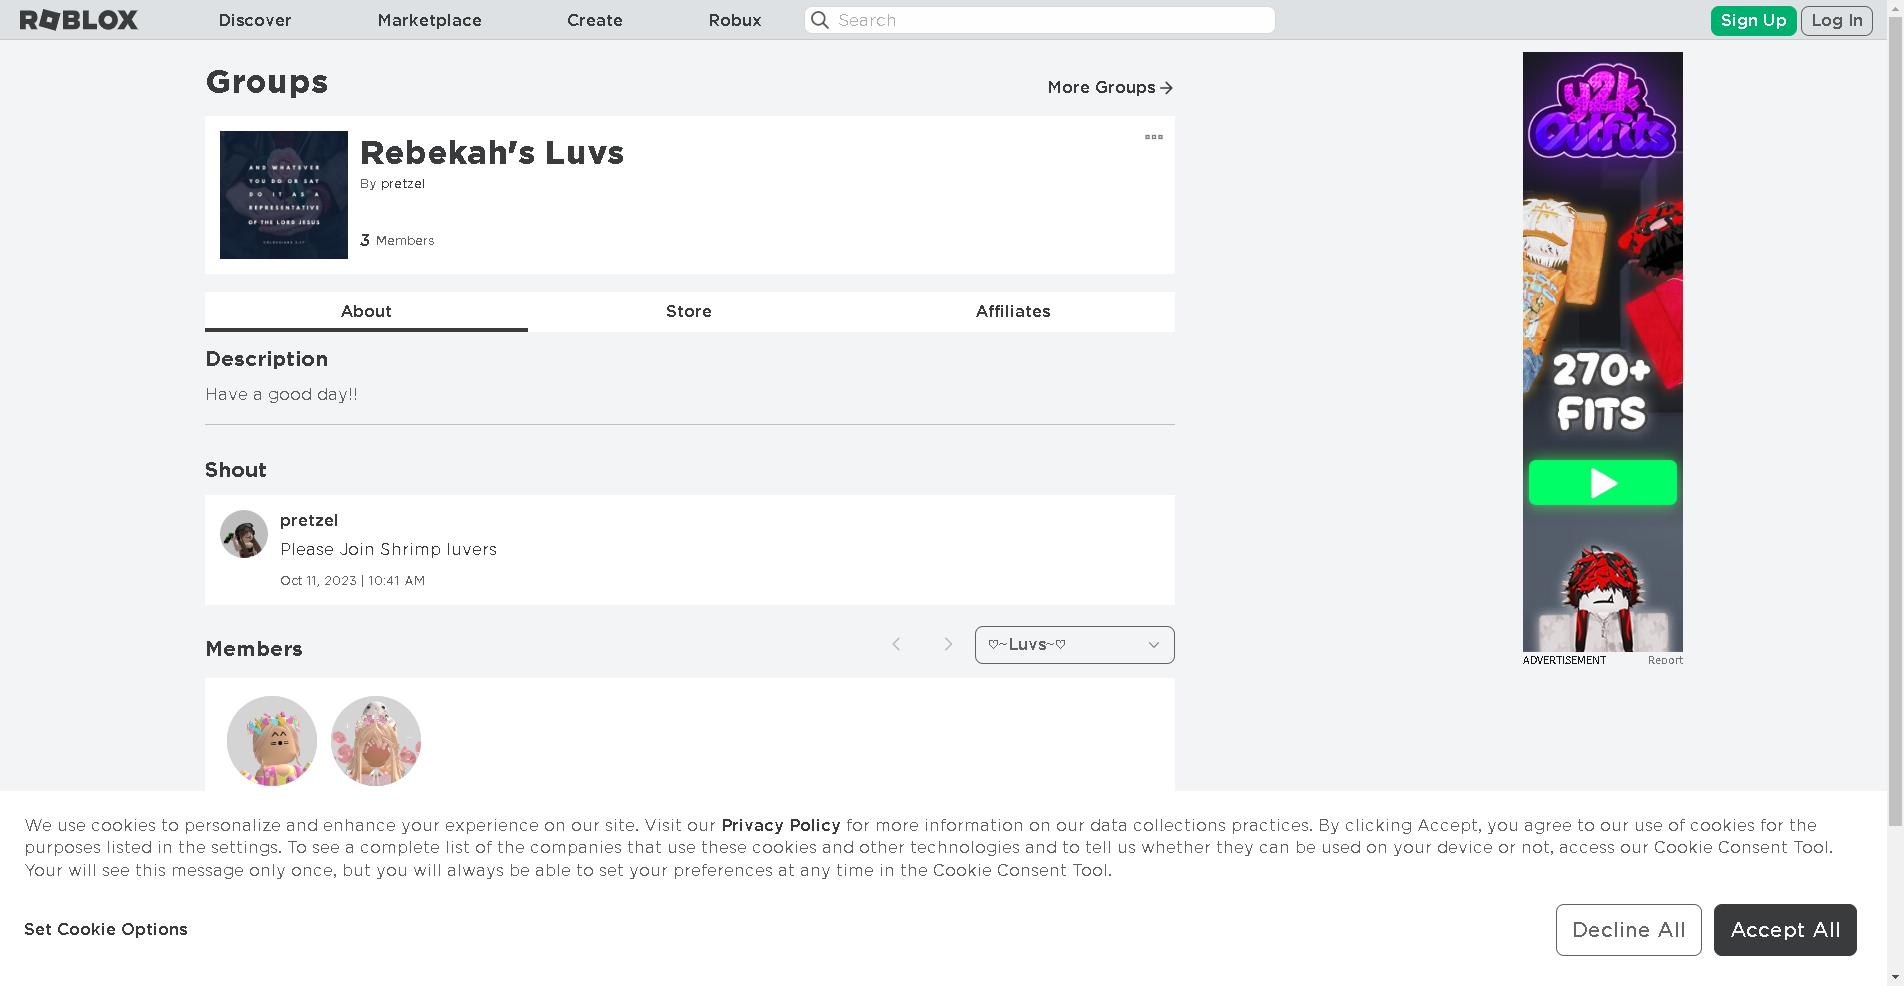 ROBLOX
Discover
Marketplace
Create
Robux
Search
Sign Up
Log In
Groups
More Groups
AND WHATEVER
YOU DO OR SAY
DO IT AS A
REPRESENTATIVE
OF THE LORD JESUS
COLOSSIANS 3:17
Rebekah's Luvs
By pretzel
3 Members
About
Store
Affiliates
Description
Have a good day!!
Shout
pretzel
Please Join Shrimp luvers
Oct 11, 2023 | 10:41 AM
Members
♡~Luvs~♡
y2k
Outfits
270+
FITS
ADVERTISEMENT
Report
We use cookies to personalize and enhance your experience on our site. Visit our Privacy Policy for more information on our data collections practices. By clicking Accept, you agree to our use of cookies for the
purposes listed in the settings. To see a complete list of the companies that use these cookies and other technologies and to tell us whether they can be used on your device or not, access our Cookie Consent Tool.
Your will see this message only once, but you will always be able to set your preferences at any time in the Cookie Consent Tool.
Set Cookie Options
Decline All
Accept All